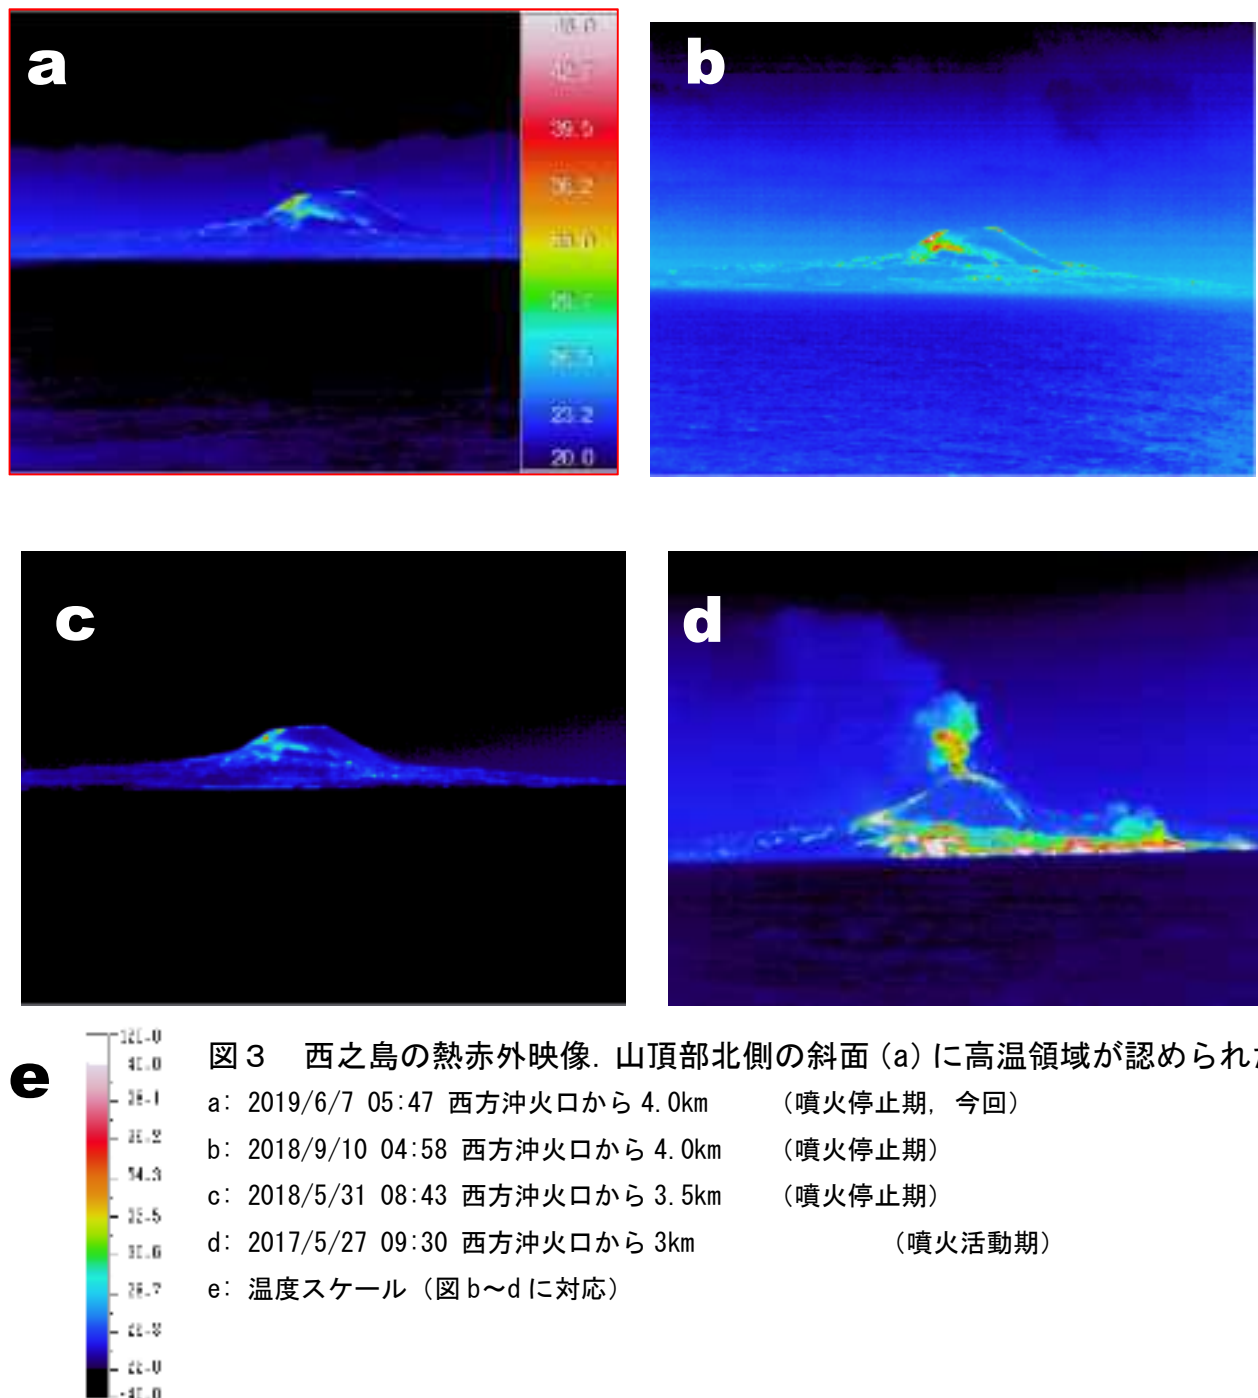 a
b
39.5
36.2
23.2
20.0
c
d
e
図３　西之島の熱赤外映像. 山頂部北側の斜面(a)に高温領域が認められ
a: 2019/6/7 05:47 西方沖火口から 4.0km （噴火停止期, 今回）
b: 2018/9/10 04:58 西方沖火口から 4.0km （噴火停止期）
c: 2018/5/31 08:43 西方沖火口から 3.5km （噴火停止期）
d: 2017/5/27 09:30 西方沖火口から 3km （噴火活動期）
e: 温度スケール（図 b～d に対応）